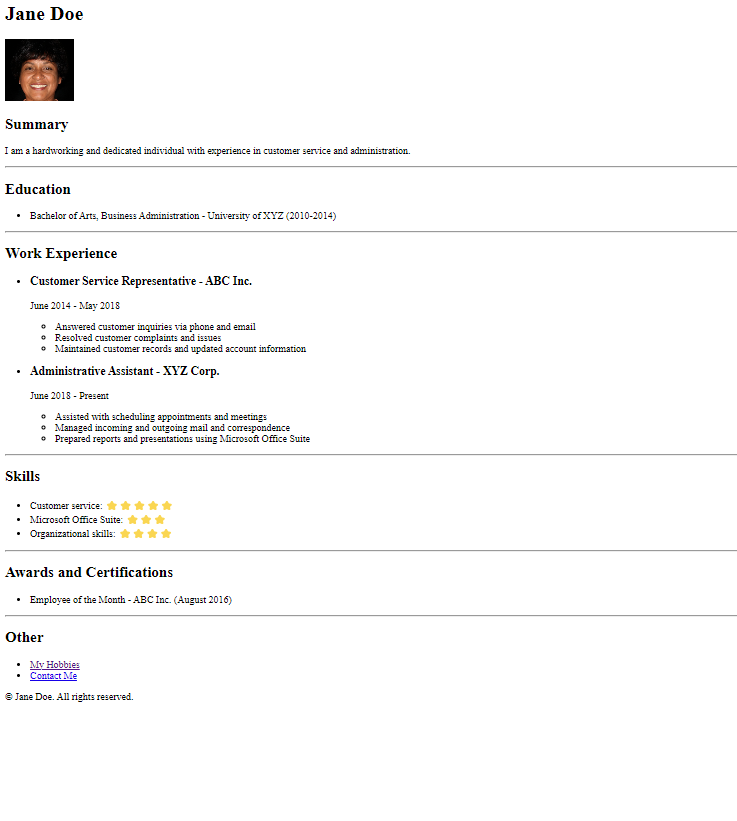 Jane Doe
Summary
I am a hardworking and dedicated individual with experience in customer service and administration.
Education
Bachelor of Arts, Business Administration - University of XYZ (2010-2014)
Work Experience
Customer Service Representative - ABC Inc.
June 2014 - May 2018
Answered customer inquiries via phone and email
Resolved customer complaints and issues
Maintained customer records and updated account information
Administrative Assistant - XYZ Corp.
June 2018 - Present
Assisted with scheduling appointments and meetings
Managed incoming and outgoing mail and correspondence
Prepared reports and presentations using Microsoft Office Suite
Skills
Customer service:
Microsoft Office Suite:
Organizational skills:
Awards and Certifications
Employee of the Month - ABC Inc. (August 2016)
Other
My Hobbies
Contact Me
© Jane Doe. All rights reserved.